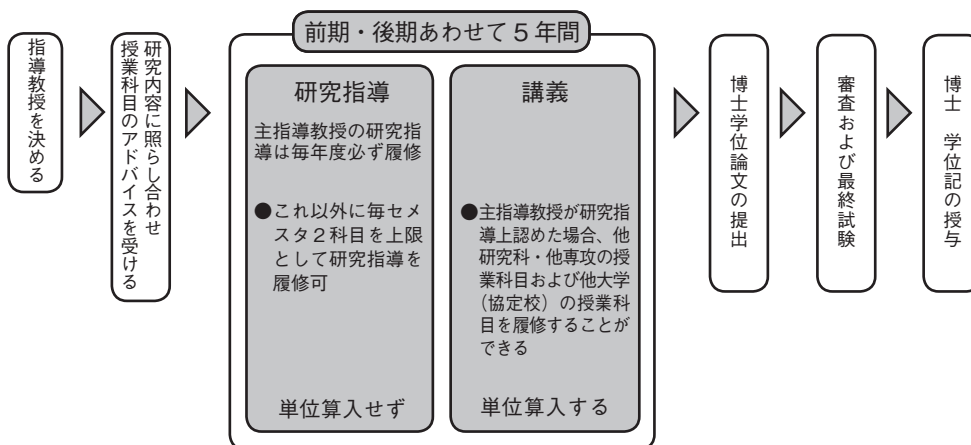 指導教授を決める
研究内容に照らし合わせ
授業科目のアドバイスを受ける
前期・後期あわせて5年間
研究指導
主指導教授の研究指
導は毎年度必ず履修
●これ以外に毎セメ
スタ2科目を上限
として研究指導を
履修可
単位算入せず
講義
●主指導教授が研究指
導上認めた場合、他
研究科・他専攻の授
業科目および他大学
(協定校)の授業科
目を履修することが
できる
単位算入する
博士学位論文の提出
審査および最終試験
博士 学位記の授与